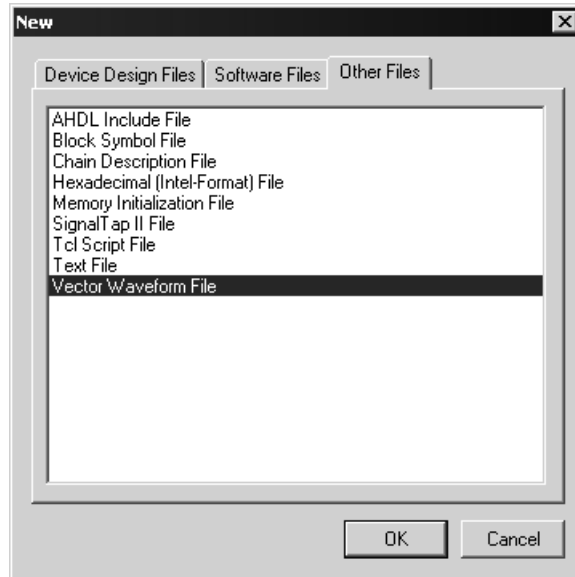 New
Device Design Files Software Files Other Files
AHDL Include File
Block Symbol File
Chain Description File
Hexadecimal (Intel-Format) File
Memory Initialization File
SignalTap II File
Tcl Script File
Text File
Vector Waveform File
OK Cancel